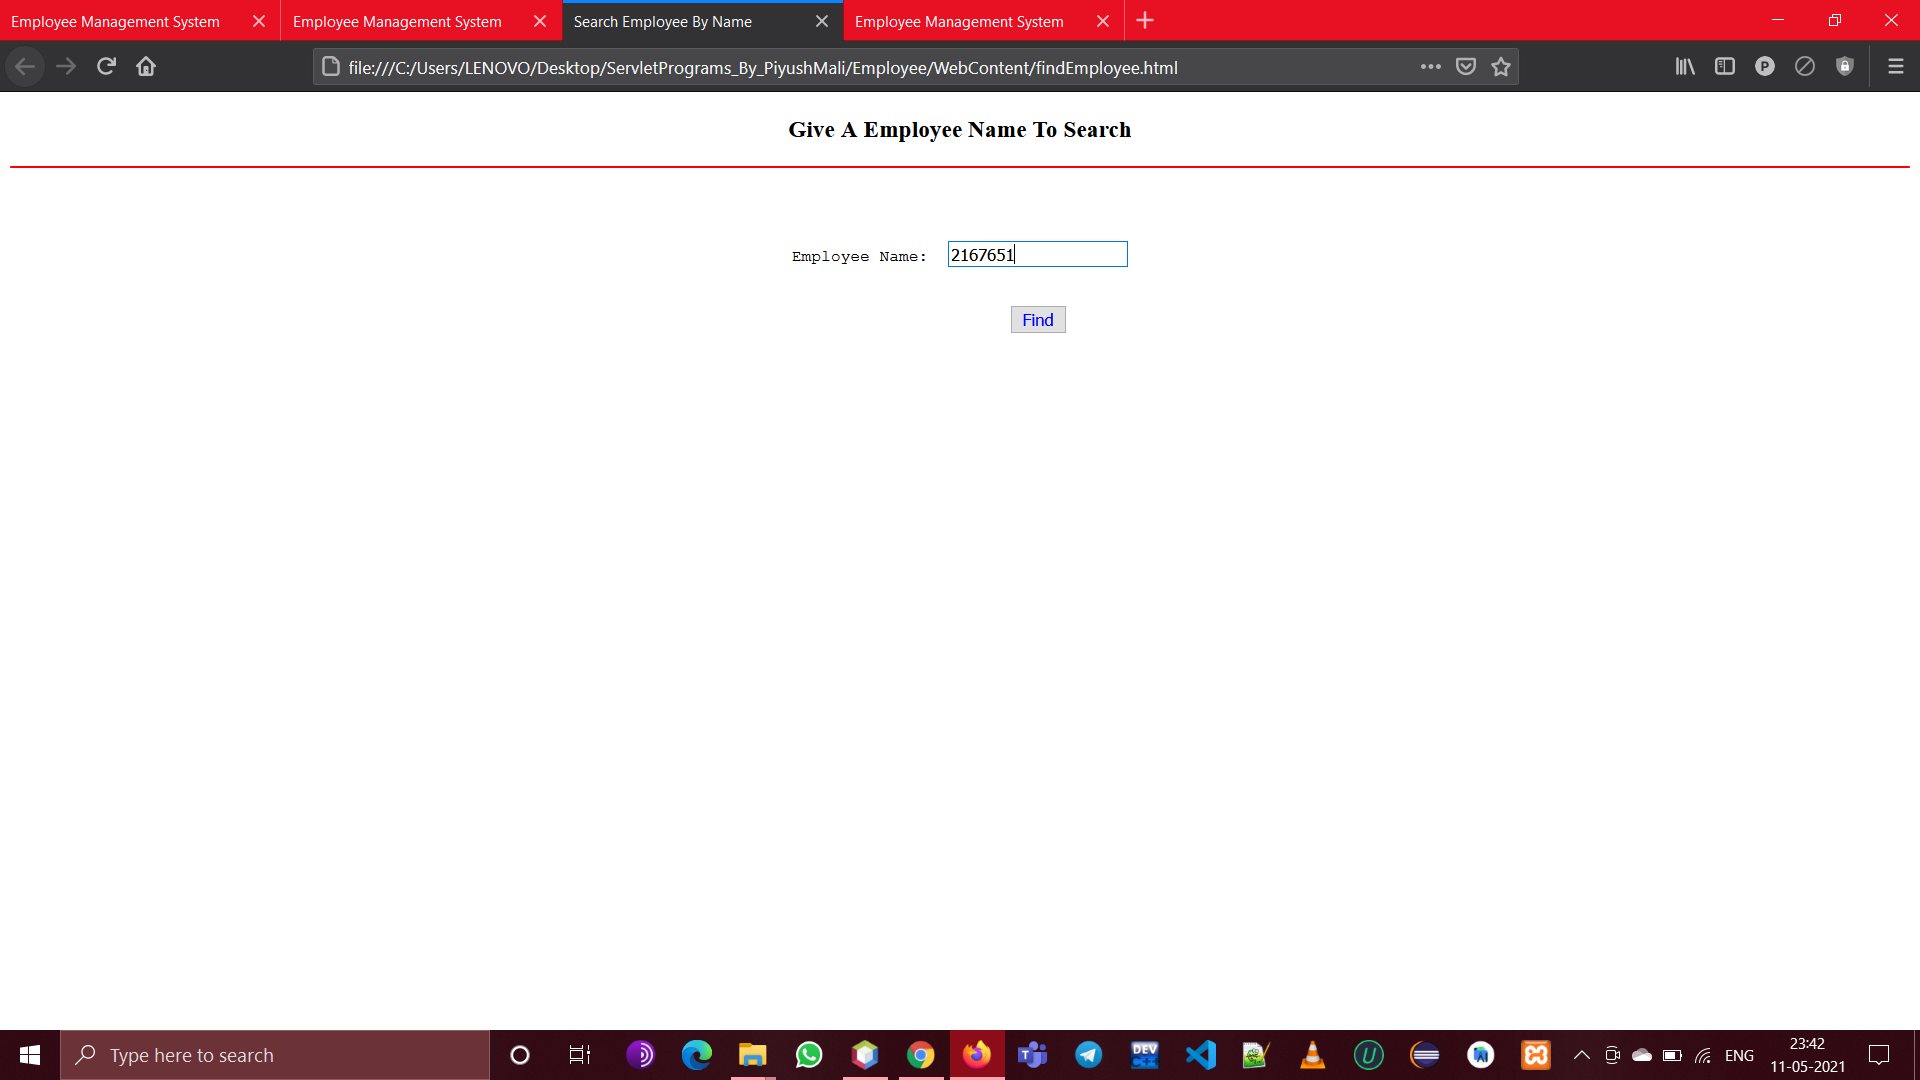 Employee Management System
Employee Management System
Search Employee By Name
Employee Management System
file:///C:/Users/LENOVO/Desktop/ServletPrograms_By_PiyushMali/Employee/WebContent/findEmployee.html
P
Give A Employee Name To Search
Employee Name: 2167651
Find
Type here to search
DEV
U
ENG
23:42
11-05-2021